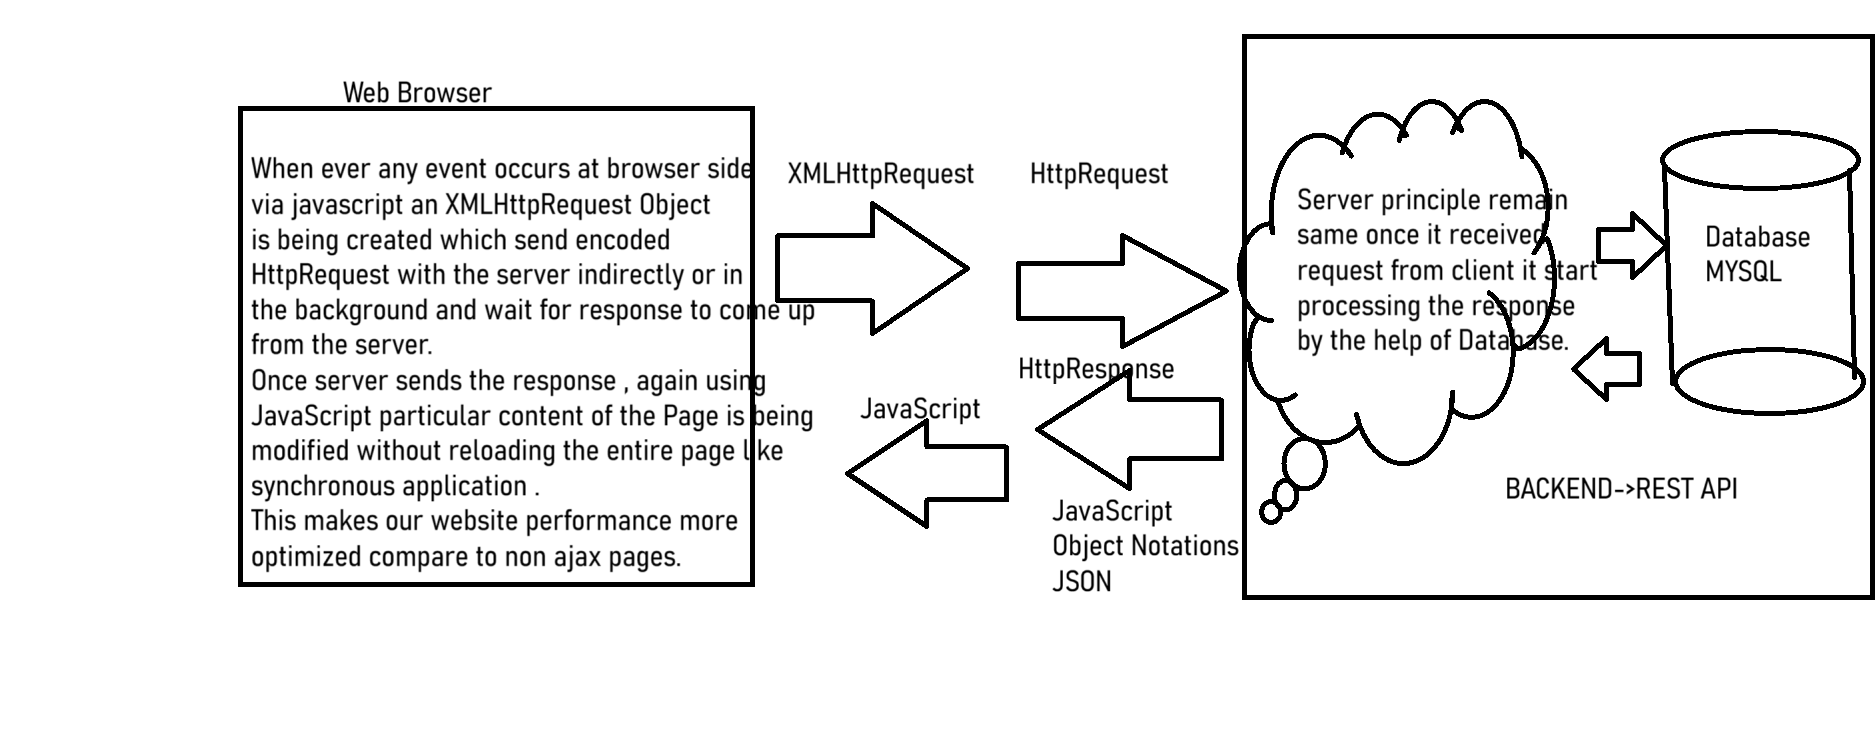 Web Browser
When ever any event occurs at browser side
via javascript an XMLHttpRequest Object
is being created which send encoded
HttpRequest with the server indirectly or in
the background and wait for response to come up
from the server.
Once server sends the response , again using
JavaScript particular content of the Page is being
modified without reloading the entire page like
synchronous application .
This makes our website performance more
optimized compare to non ajax pages.
XMLHttpRequest
HttpRequest
HttpResponse
JavaScript
JavaScript
Object Notations
JSON
Server principle remain
same once it received
request from client it start
processing the response
by the help of Database.
Database
MYSQL
BACKEND->REST API